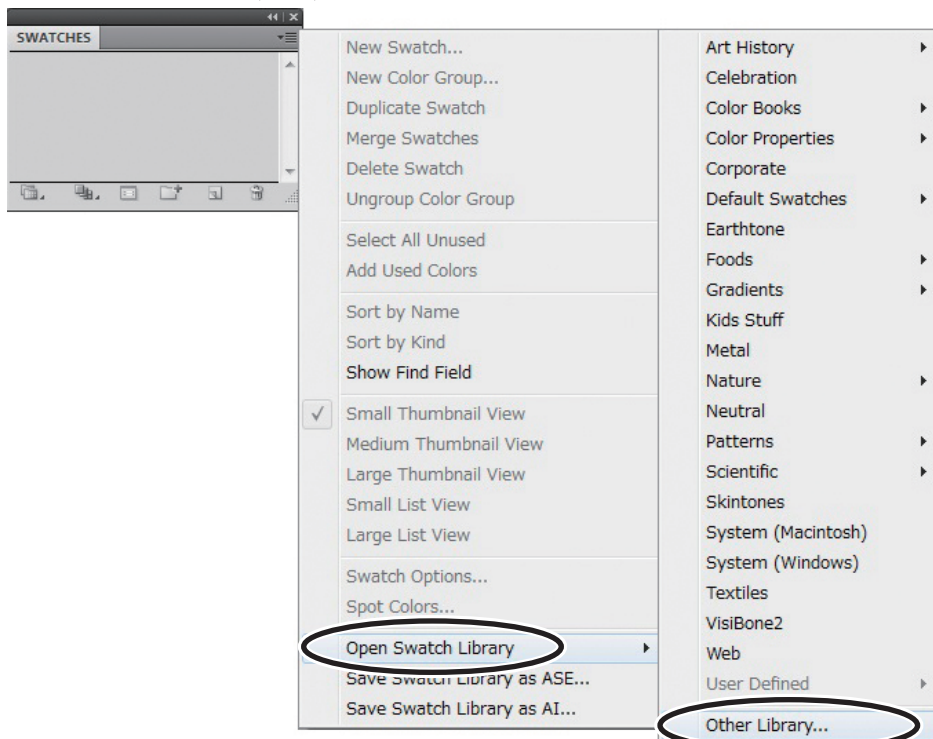 SWATCHES
New Swatch...
New Color Group...
Duplicate Swatch
Merge Swatches
Delete Swatch
Ungroup Color Group
Select All Unused
Add Used Colors
Sort by Name
Sort by Kind
Show Find Field
Small Thumbnail View
Medium Thumbnail View
Large Thumbnail View
Small List View
Large List View
Swatch Options...
Spot Colors...
Open Swatch Library
Save Swatch Library as ASE...
Save Swatch Library as AI...
Art History
Celebration
Color Books
Color Properties
Corporate
Default Swatches
Earthtone
Foods
Gradients
Kids Stuff
Metal
Nature
Neutral
Patterns
Scientific
Skintones
System (Macintosh)
System (Windows)
Textiles
VisiBone2
Web
User Defined
Other Library...